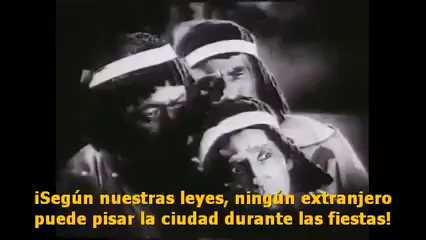 ¡Según nuestras leyes, ningún extranjero
puede pisar la ciudad durante las fiestas!